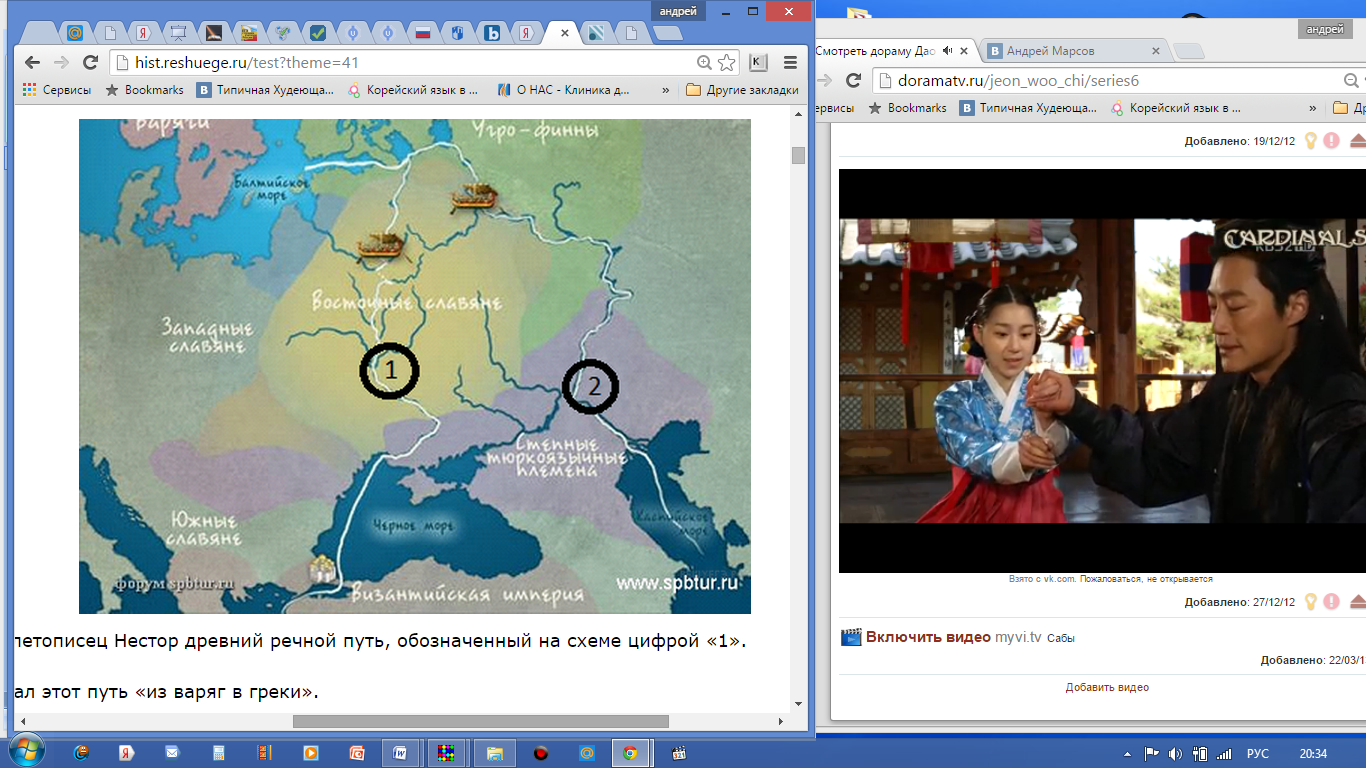 андрей
hist.reshuege.ru/test?theme=41
Сервисы Bookmarks Типичная Худеюща... Корейский язык в ... О НАС - Клиника д... » Другие закладки
Варяги
Угро-финны
Балтийское
море
Восточные славяне
Западные
славяне
1
2
Степные
тюркоязычные
племена
Южные
славяне
Черное море
Каспийское
море
форум spbtur.ru
www.spbtur.ru
Византийская империя
летописец Нестор древний речной путь, обозначенный на схеме цифрой «1».
ал этот путь «из варяг в греки».
андрей
Смотреть дораму Дао
Андрей Марсов
doramatv.ru/jeon_woo_chi/series6
ервисы Bookmarks Типичная Худеюща... Корейский язык в ... » Др
Добавлено: 19/12/12
CARDINALS
Взято с vk.com. Пожаловаться, не открывается
Добавлено: 27/12/12
Включить видео myvi.tv Сабы
Добавлено: 22/03/1
Добавить видео
РУС
20:34